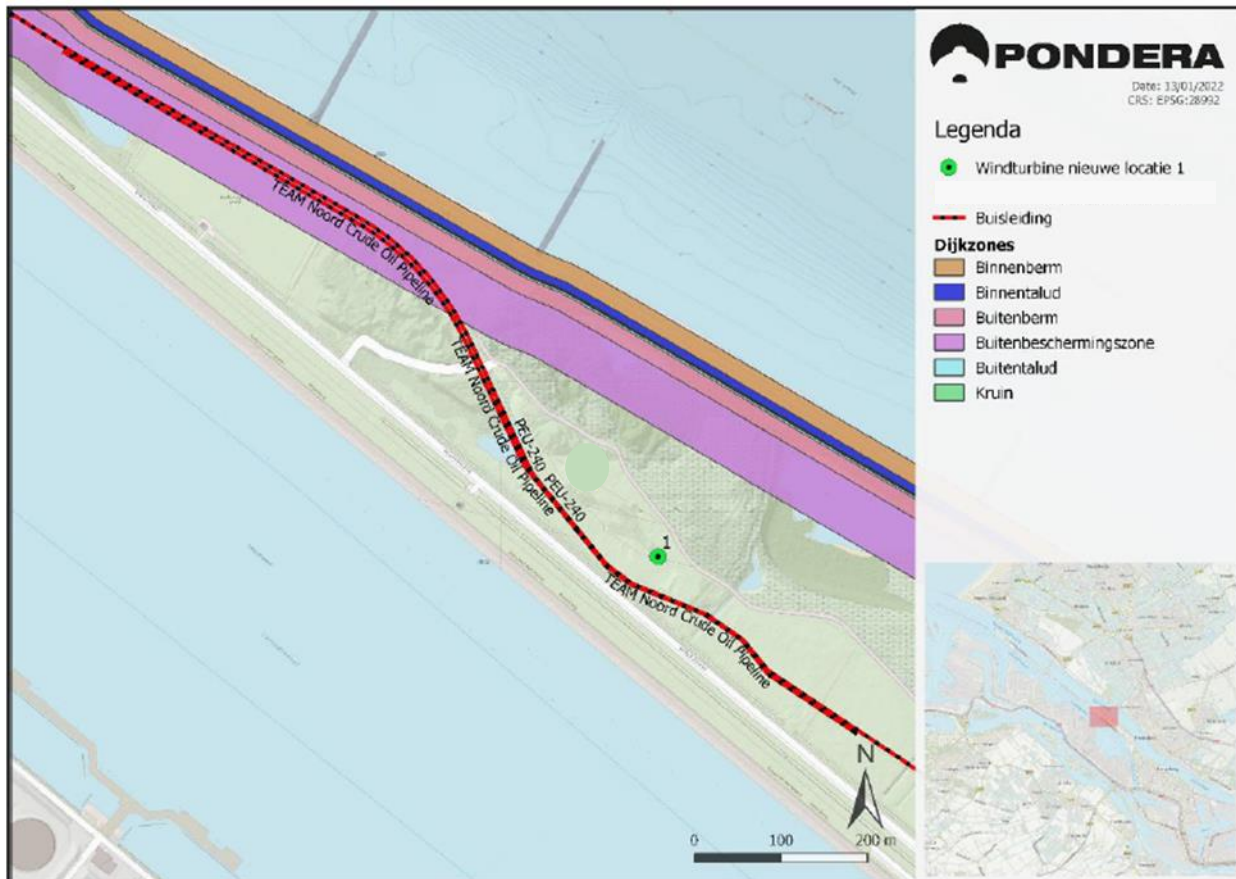 PONDERA
Date: 13/01/2022
CRS: EPSG:28992
Legenda
Windturbine nieuwe locatie 1
Buisleiding
Dijkzones
Binnenberm
Binnentalud
Buitenberm
Buitenbeschermingszone
Buitentalud
Kruin
TEAM Noord Crude Oil Pipeline
TEAM Noord Crude Oil Pipeline
PEU-240 PEU-240
1
TEAM Noord Crude Oil Pipeline
N
0 100 200 m